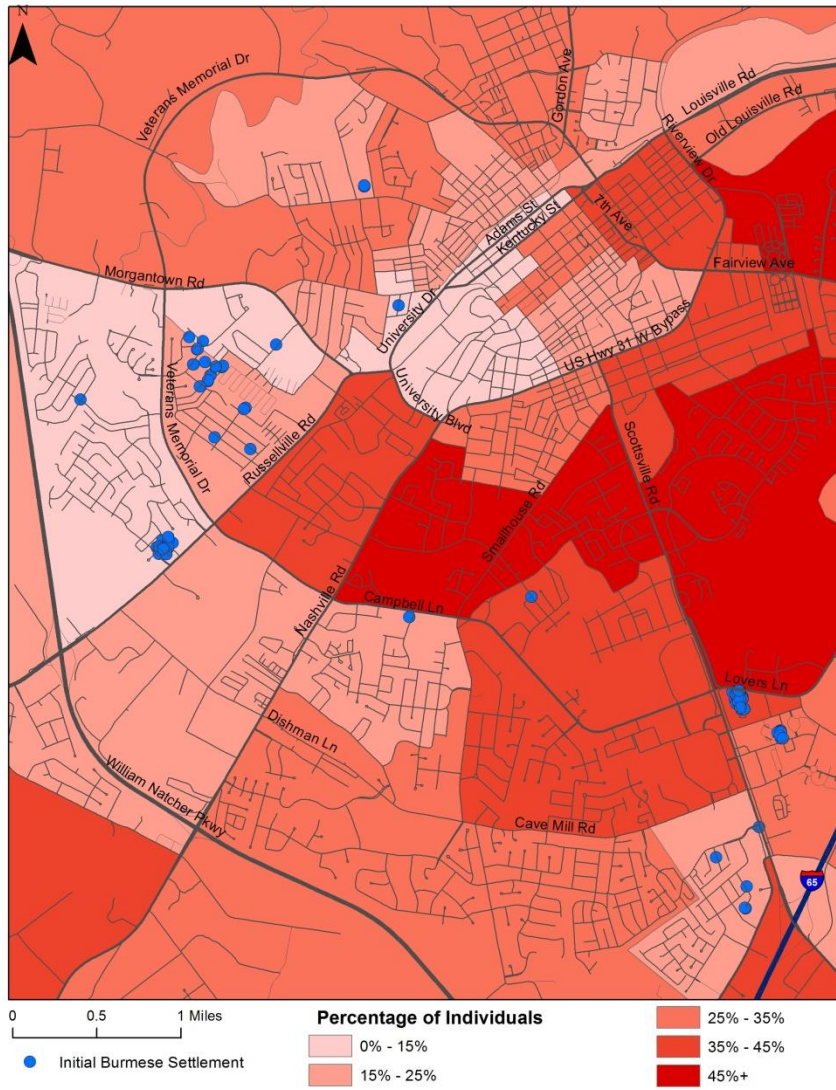 N
Veterans Memorial Dr
Gordon Ave
Louisville Rd
Old Louisville Rd
Riverview Dr
7th Ave
Adams St
Kentucky St
Fairview Ave
Morgantown Rd
University Dr
US Hwy 31 W Bypass
University Blvd
Veterans Memorial Dr
Russellville Rd
Scottsville Rd
Smallhouse Rd
Nashville Rd
Campbell Ln
Lovers Ln
Dishman Ln
William Natcher Pkwy
Cave Mill Rd
65
0 0.5 1 Miles
Initial Burmese Settlement
Percentage of Individuals
0% - 15%
15% - 25%
25% - 35%
35% - 45%
45%+